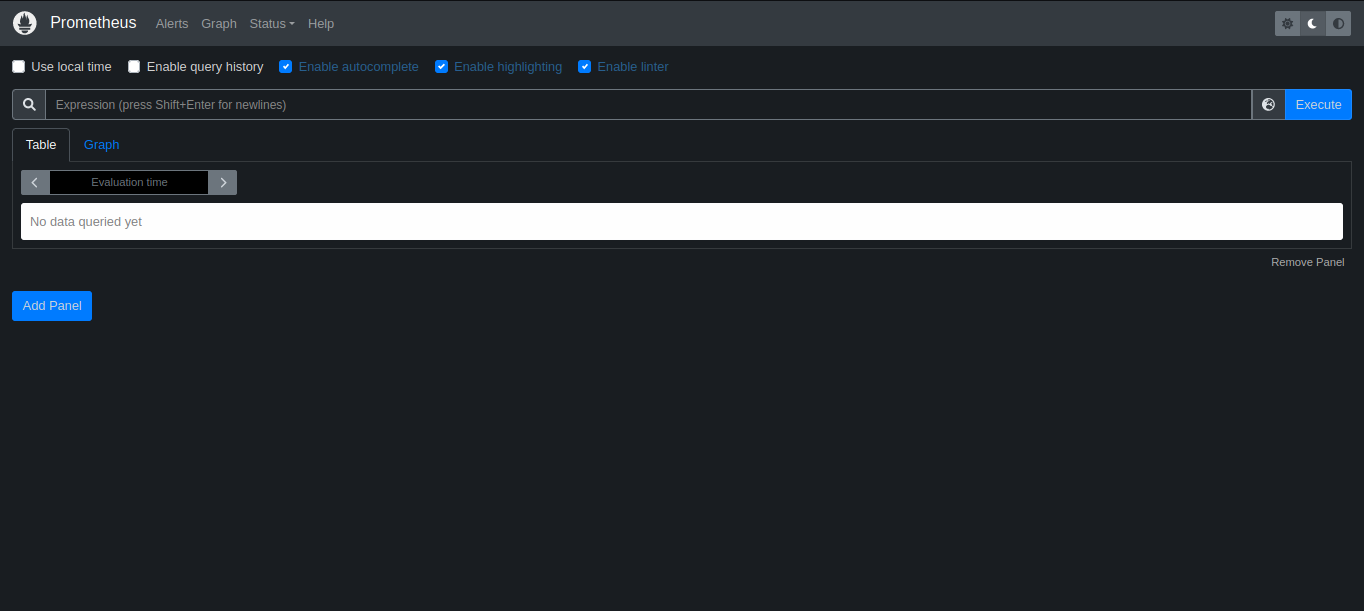 Prometheus Alerts Graph Status Help
Use local time Enable query history Enable autocomplete Enable highlighting Enable linter
Expression (press Shift+Enter for newlines) Execute
Table Graph
Evaluation time
No data queried yet
Remove Panel
Add Panel